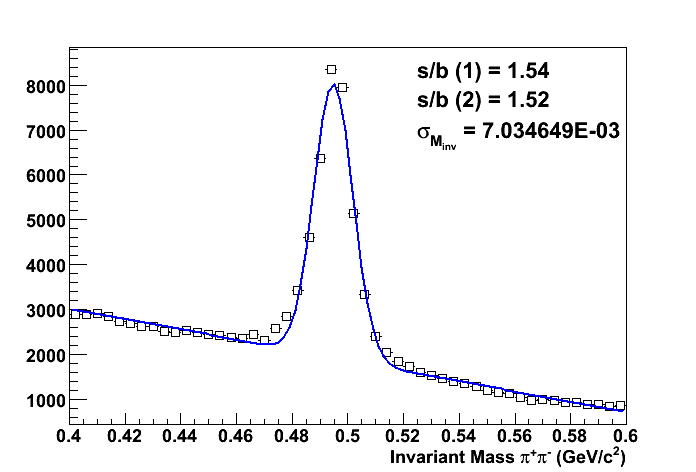 s/b (1) = 1.54
s/b (2) = 1.52
σ_M_inv = 7.034649E-03
8000
7000
6000
5000
4000
3000
2000
1000
0.4 0.42 0.44 0.46 0.48 0.5 0.52 0.54 0.56 0.58 0.6
Invariant Mass π⁺π⁻ (GeV/c²)